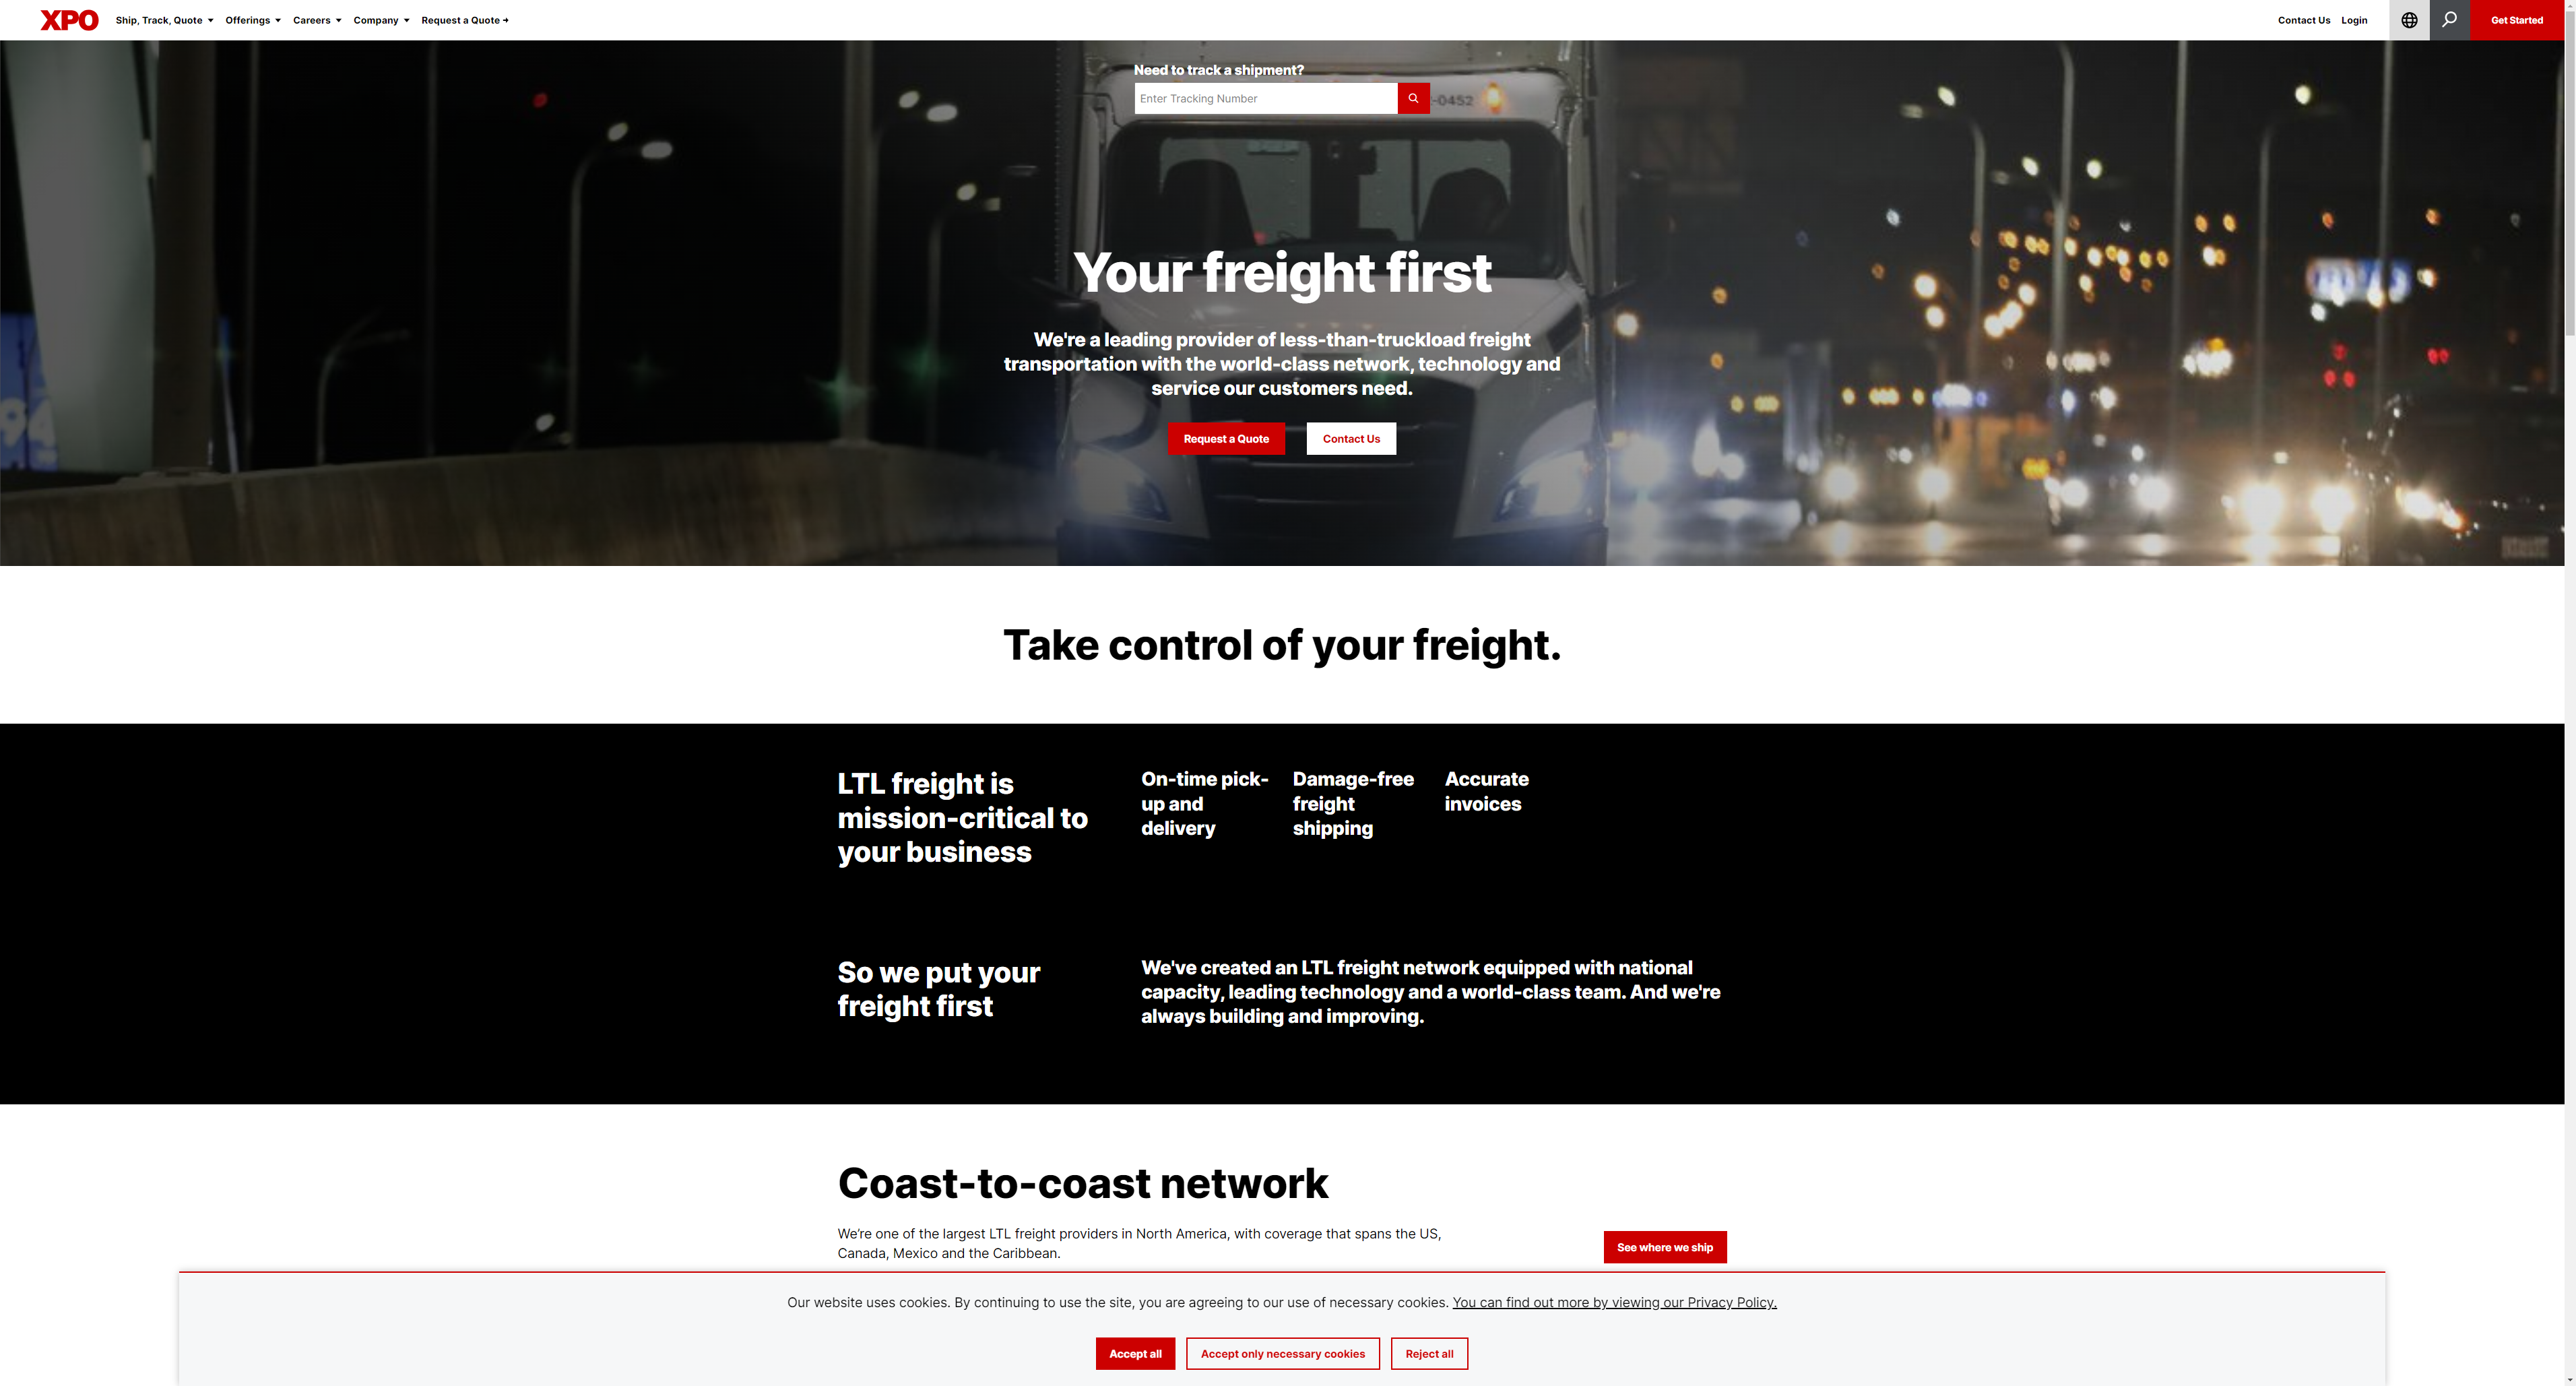 XPO Ship, Track, Quote Offerings Careers Company Request a Quote Contact Us Login Get Started
Need to track a shipment?
Enter Tracking Number
-0452
Your freight first
We're a leading provider of less-than-truckload freight
transportation with the world-class network, technology and
service our customers need.
Request a Quote Contact Us
Take control of your freight.
LTL freight is
mission-critical to
your business
On-time pick-
up and
delivery
Damage-free
freight
shipping
Accurate
invoices
So we put your
freight first
We've created an LTL freight network equipped with national
capacity, leading technology and a world-class team. And we're
always building and improving.
Coast-to-coast network
We’re one of the largest LTL freight providers in North America, with coverage that spans the US,
Canada, Mexico and the Caribbean.
See where we ship
Our website uses cookies. By continuing to use the site, you are agreeing to our use of necessary cookies. You can find out more by viewing our Privacy Policy.
Accept all Accept only necessary cookies Reject all